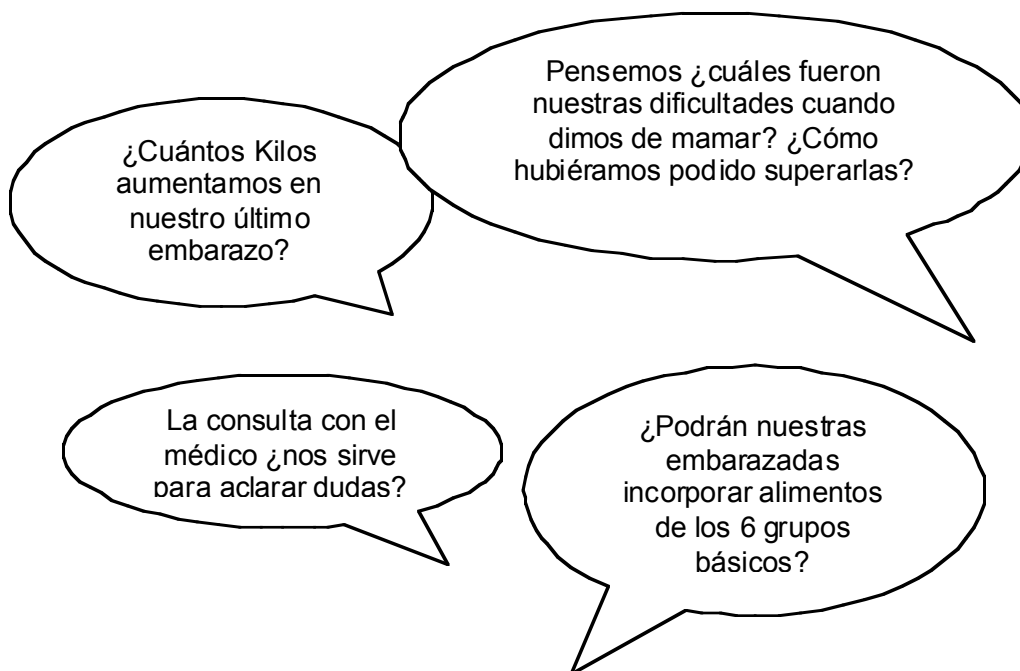 ¿Cuántos Kilos
aumentamos en
nuestro último
embarazo?
Pensemos ¿cuáles fueron
nuestras dificultades cuando
dimos de mamar? ¿Cómo
hubiéramos podido superarlas?
La consulta con el
médico ¿nos sirve
para aclarar dudas?
¿Podrán nuestras
embarazadas
incorporar alimentos
de los 6 grupos
básicos?